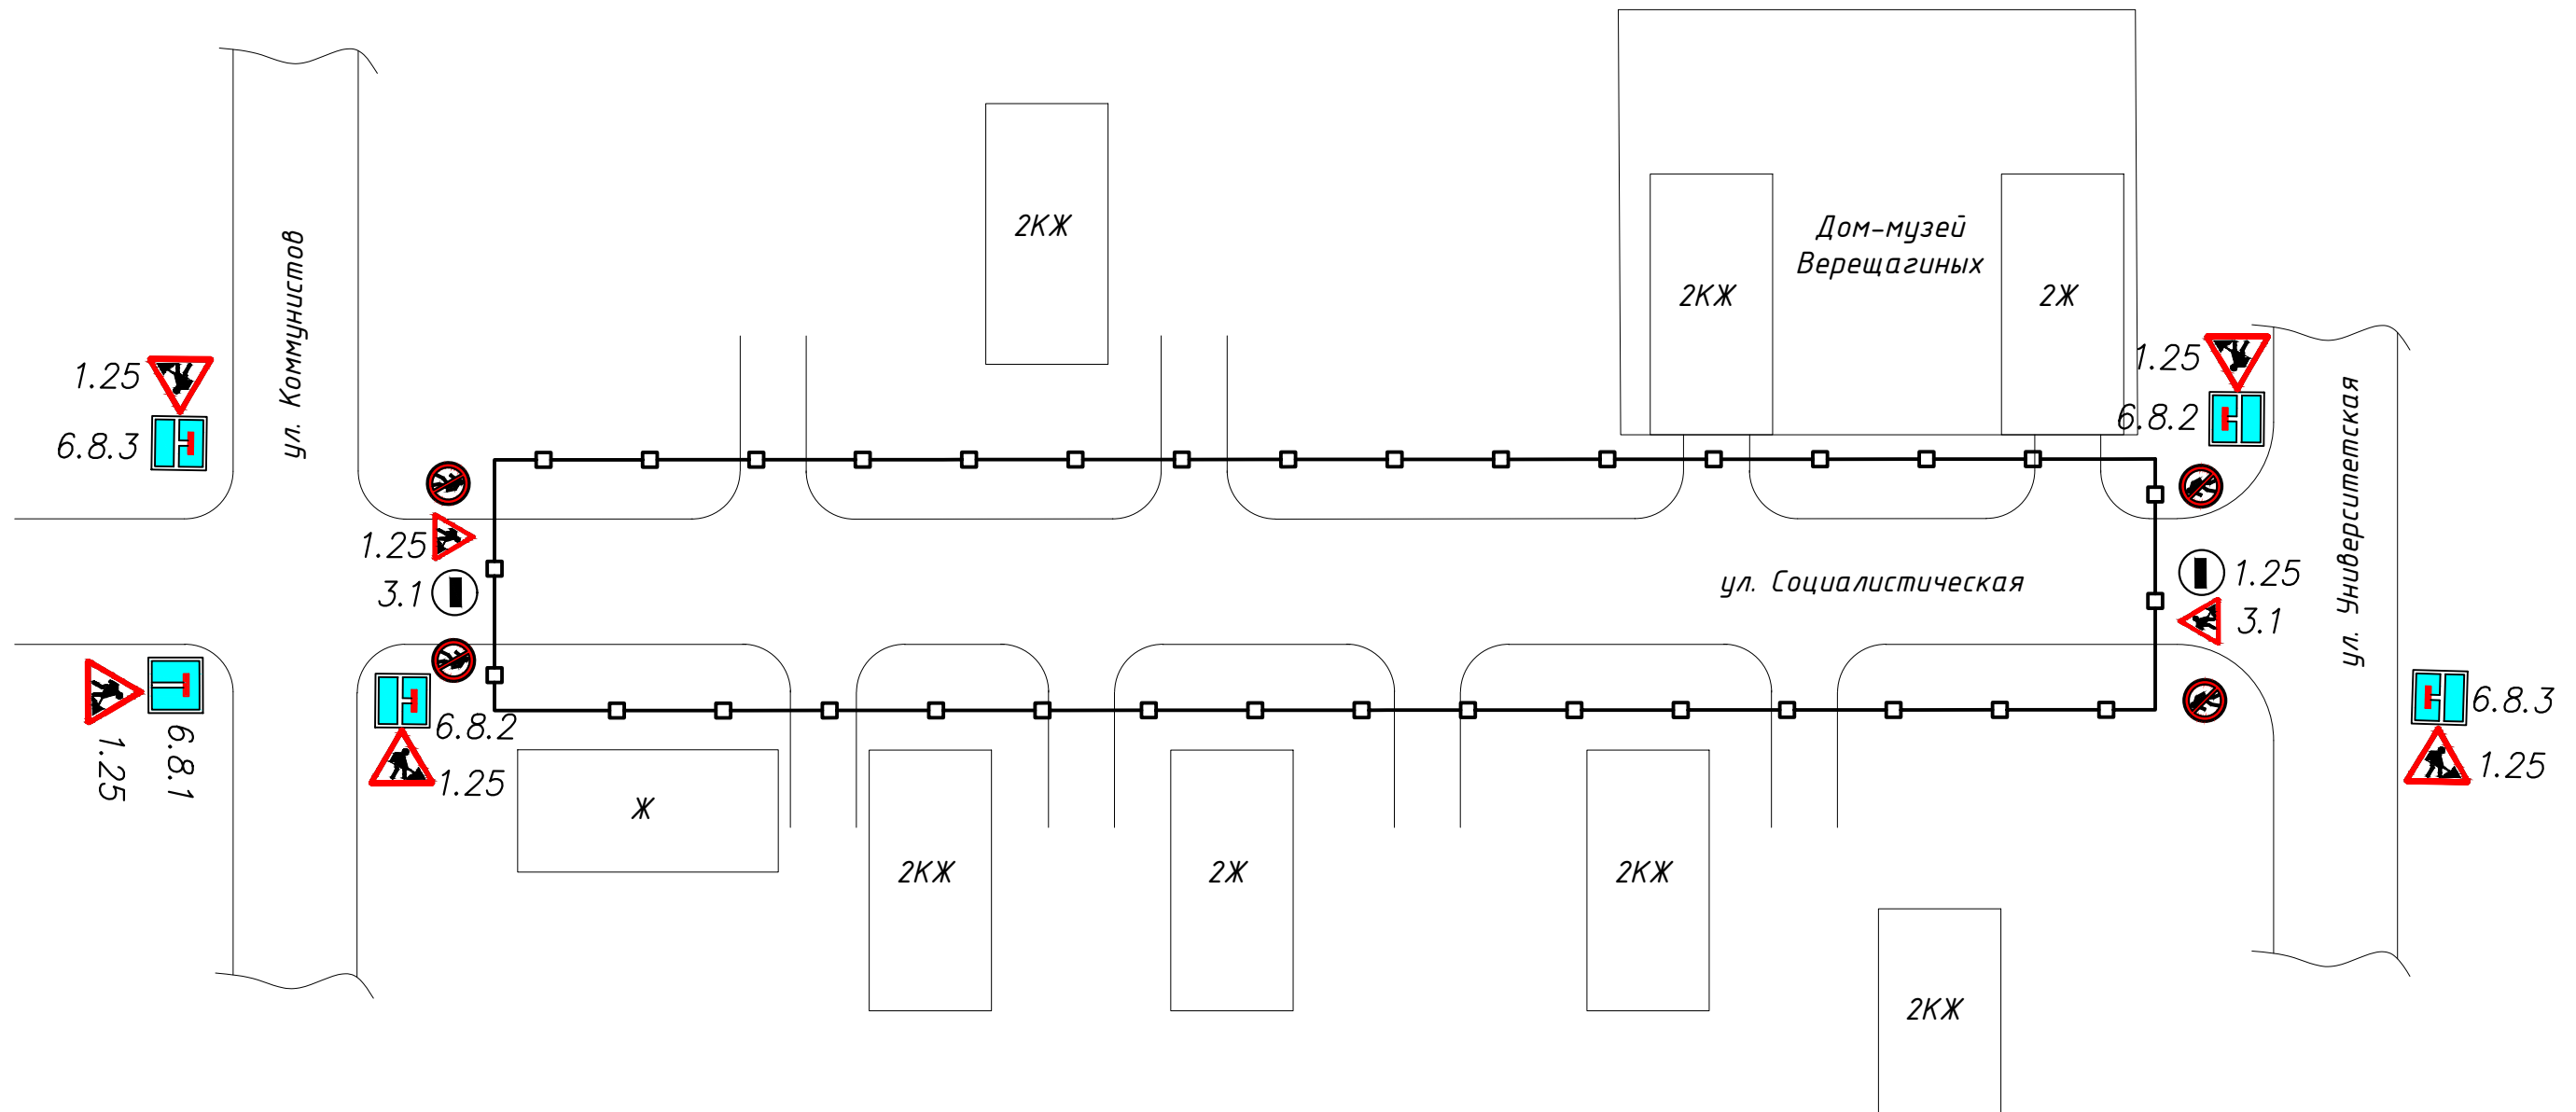 2КЖ
Дом-музей
Верещагиных
2КЖ
2Ж
ул. Коммунистов
1.25
6.8.3
1.25
6.8.2
1.25
3.1
ул. Социалистическая
1.25
3.1
ул. Университетская
6.8.1
1.25
6.8.2
1.25
6.8.3
1.25
Ж
2КЖ
2Ж
2КЖ
2КЖ